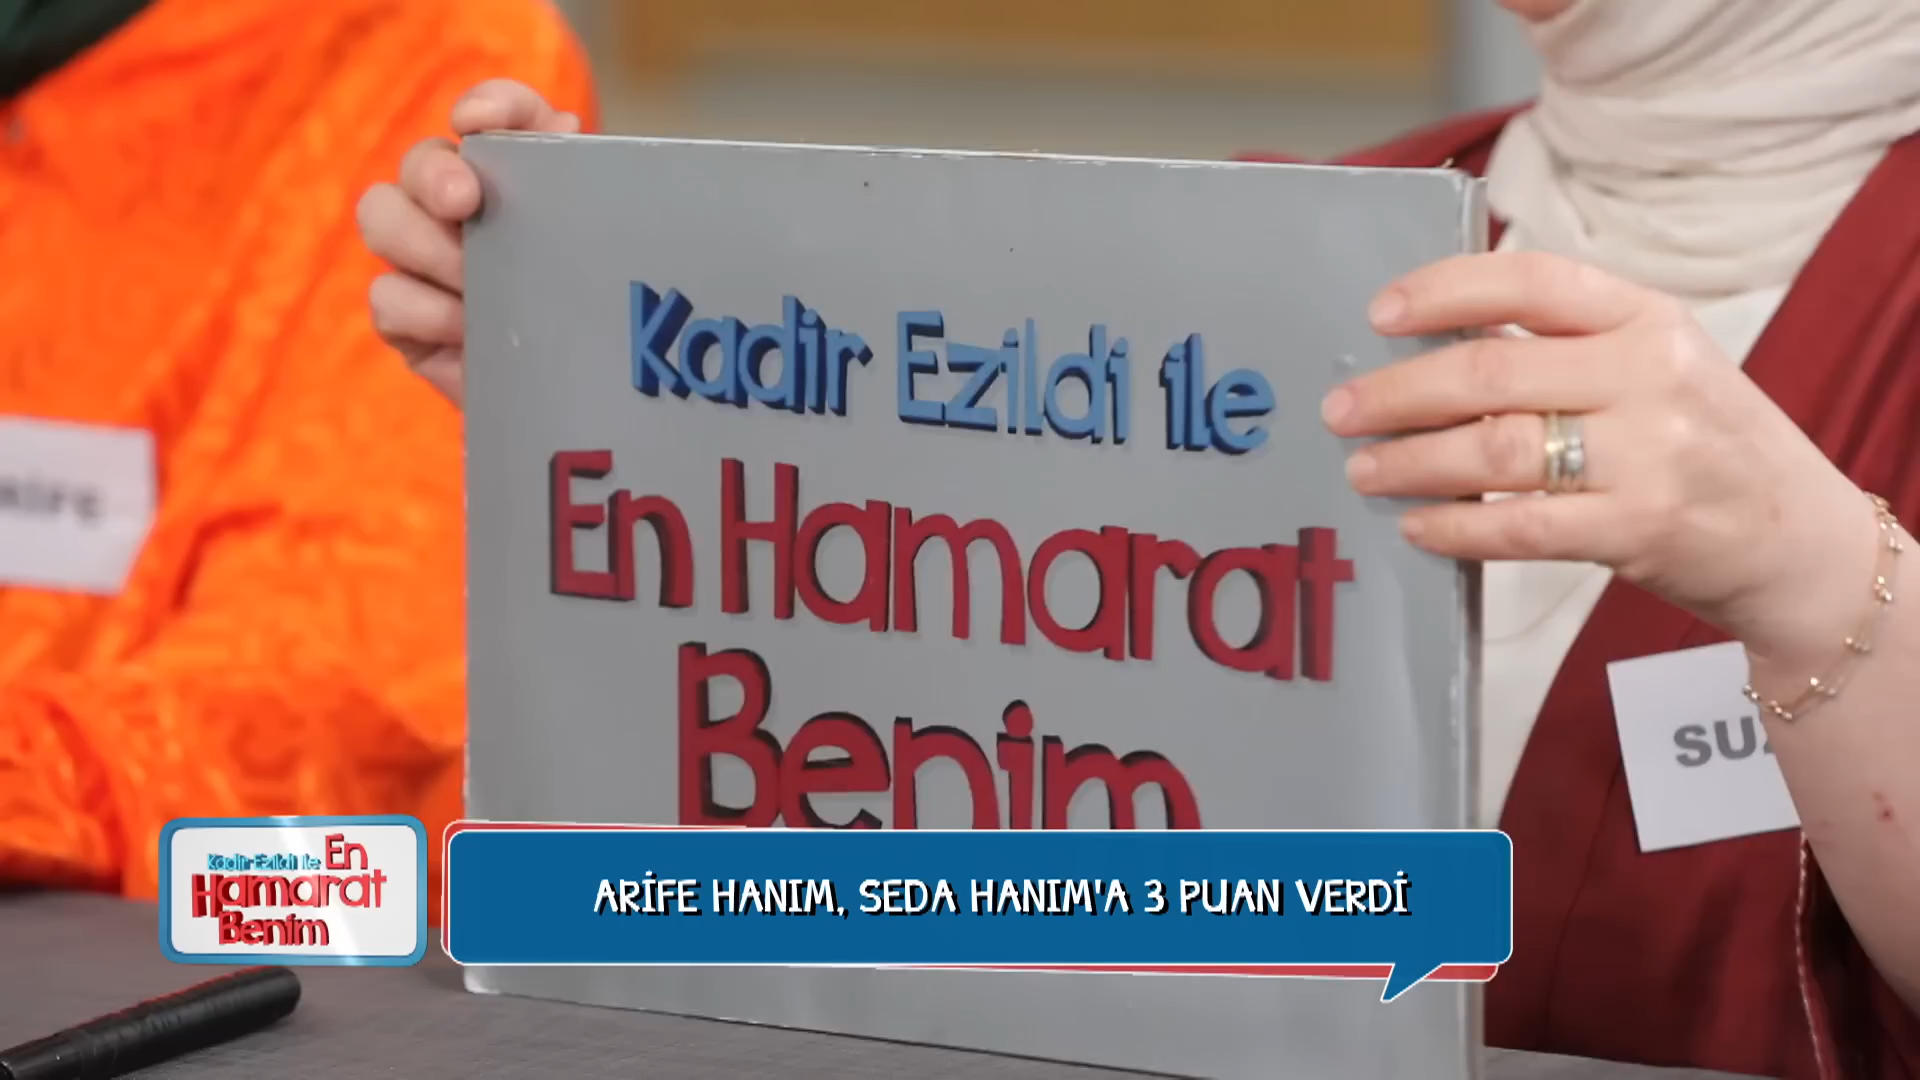 Kadir Ezildi ile
En Hamarat
Benim
Kadir Ezildi ile En
Hamarat
Benim
ARİFE HANIM, SEDA HANIM'A 3 PUAN VERDİ